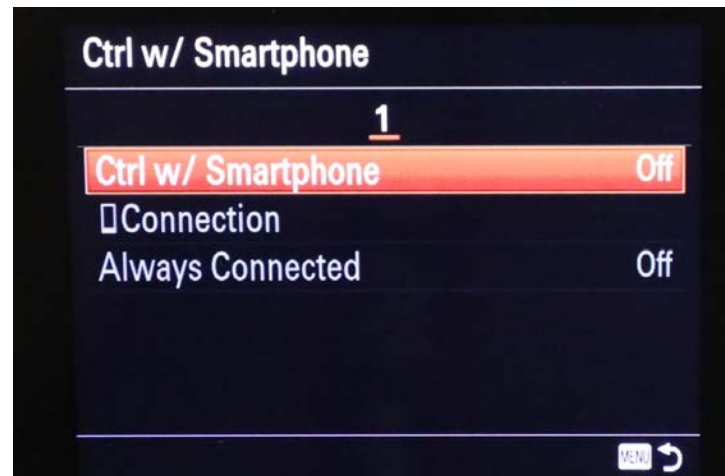 Ctrl w/ Smartphone
1
Ctrl w/ Smartphone Off
Connection
Always Connected Off
MENU